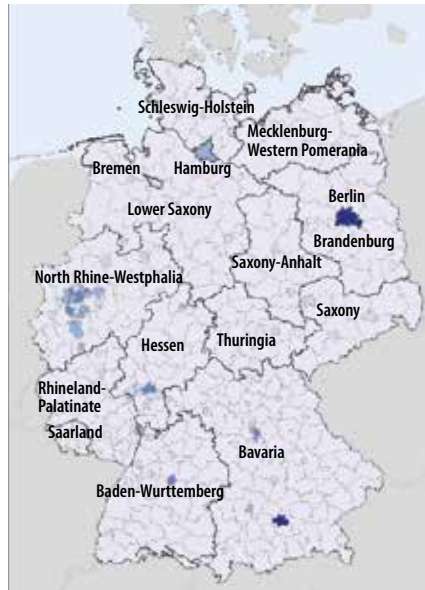 Schleswig-Holstein
Mecklenburg-
Western Pomerania
Bremen
Hamburg
Berlin
Lower Saxony
Brandenburg
Saxony-Anhalt
North Rhine-Westphalia
Saxony
Hessen
Thuringia
Rhineland-
Palatinate
Saarland
Bavaria
Baden-Wurttemberg